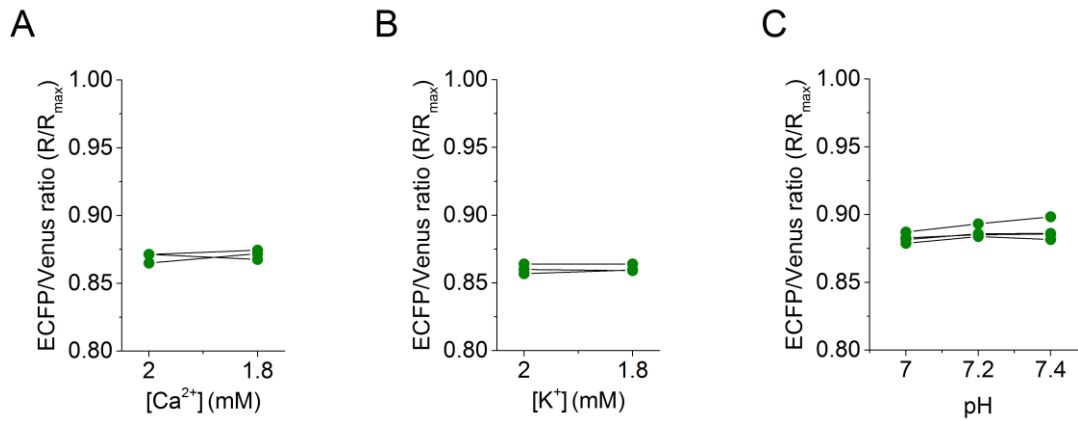 A
ECFP/Venus ratio (R/Rmax)
1.00
0.95
0.90
0.85
0.80
2 1.8
[Ca2+] (mM)
B
ECFP/Venus ratio (R/Rmax)
1.00
0.95
0.90
0.85
0.80
2 1.8
[K+] (mM)
C
ECFP/Venus ratio (R/Rmax)
1.00
0.95
0.90
0.85
0.80
7 7.2 7.4
pH